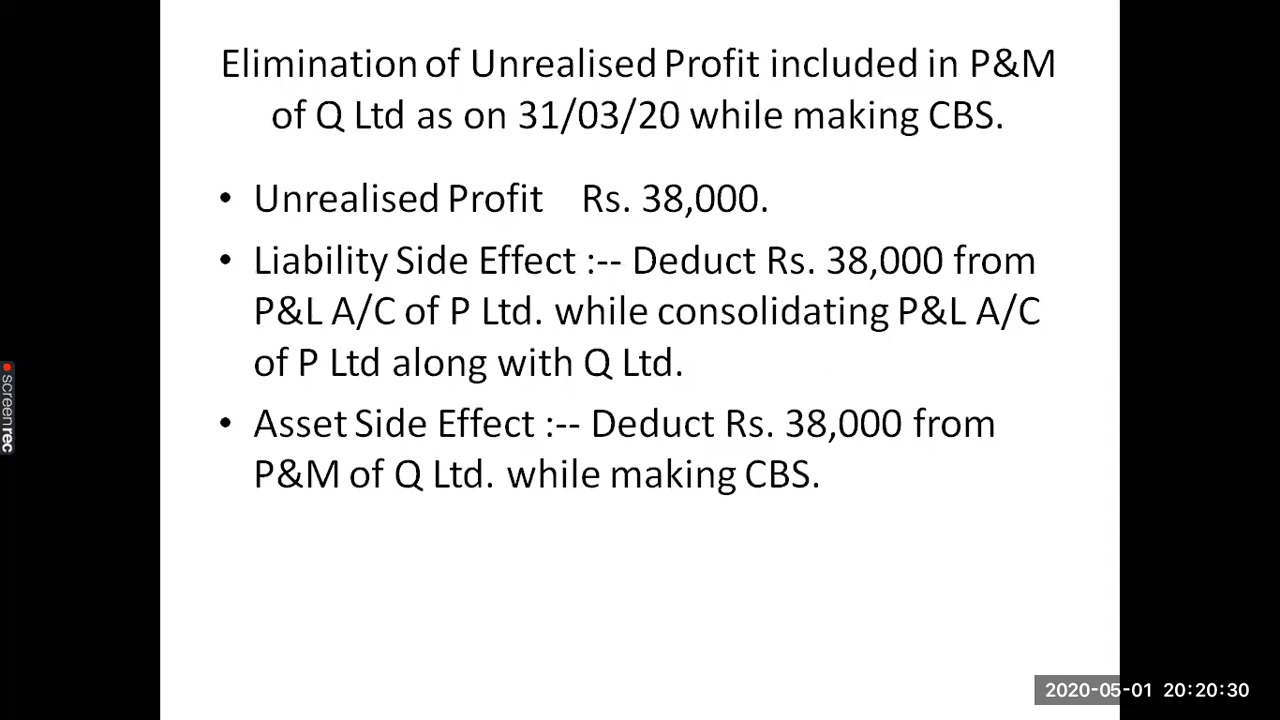 Elimination of Unrealised Profit included in P&M
of Q Ltd as on 31/03/20 while making CBS.
• Unrealised Profit Rs. 38,000.
• Liability Side Effect :-- Deduct Rs. 38,000 from
P&L A/C of P Ltd. while consolidating P&L A/C
of P Ltd along with Q Ltd.
• Asset Side Effect :-- Deduct Rs. 38,000 from
P&M of Q Ltd. while making CBS.
screenrec
2020-05-01 20:20:30